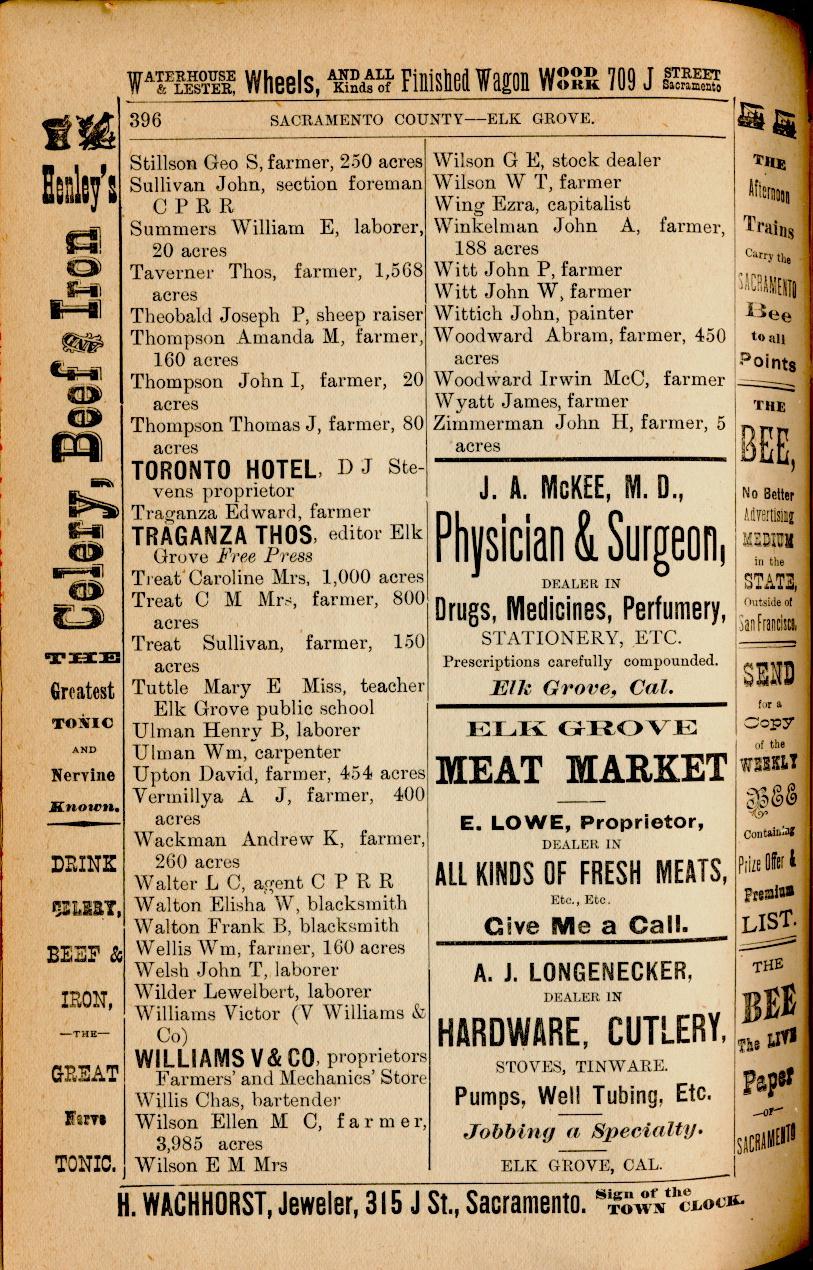 WATERHOUSE & LESTER, Wheels, AND ALL Kinds of Finished Wagon WOOD WORK 709 J STREET Sacramento
396 SACRAMENTO COUNTY—ELK GROVE.
Henley's
Celery, Beef and Iron
THE
Greatest
TONIC
AND
Nervine
Known.
DRINK
CELERY,
BEEF &
IRON,
—THE—
GREAT
Nerve
TONIC.
Stillson Geo S, farmer, 250 acres
Sullivan John, section foreman
C P R R
Summers William E, laborer,
20 acres
Taverner Thos, farmer, 1,568
acres
Theobald Joseph P, sheep raiser
Thompson Amanda M, farmer,
160 acres
Thompson John I, farmer, 20
acres
Thompson Thomas J, farmer, 80
acres
TORONTO HOTEL, D J Ste-
vens proprietor
Traganza Edward, farmer
TRAGANZA THOS, editor Elk
Grove Free Press
Treat Caroline Mrs, 1,000 acres
Treat C M Mrs, farmer, 800
acres
Treat Sullivan, farmer, 150
acres
Tuttle Mary E Miss, teacher
Elk Grove public school
Ulman Henry B, laborer
Ulman Wm, carpenter
Upton David, farmer, 454 acres
Vermillya A J, farmer, 400
acres
Wackman Andrew K, farmer,
260 acres
Walter L C, agent C P R R
Walton Elisha W, blacksmith
Walton Frank B, blacksmith
Wellis Wm, farmer, 160 acres
Welsh John T, laborer
Wilder Lewelbert, laborer
Williams Victor (V Williams &
Co)
WILLIAMS V & CO, proprietors
Farmers' and Mechanics' Store
Willis Chas, bartender
Wilson Ellen M C, farmer,
3,985 acres
Wilson E M Mrs
Wilson G E, stock dealer
Wilson W T, farmer
Wing Ezra, capitalist
Winkelman John A, farmer,
188 acres
Witt John P, farmer
Witt John W, farmer
Wittich John, painter
Woodward Abram, farmer, 450
acres
Woodward Irwin McC, farmer
Wyatt James, farmer
Zimmerman John H, farmer, 5
acres
J. A. McKEE, M. D.,
Physician & Surgeon,
DEALER IN
Drugs, Medicines, Perfumery,
STATIONERY, ETC.
Prescriptions carefully compounded.
Elk Grove, Cal.
ELK GROVE
MEAT MARKET
E. LOWE, Proprietor,
DEALER IN
ALL KINDS OF FRESH MEATS,
Etc., Etc.
Give Me a Call.
A. J. LONGENECKER,
DEALER IN
HARDWARE, CUTLERY,
STOVES, TINWARE.
Pumps, Well Tubing, Etc.
Jobbing a Specialty.
ELK GROVE, CAL.
THE
Afternoon
Trains
Carry the
SACRAMENTO
Bee
to all
Points
THE
BEE,
No Better
Advertising
MEDIUM
in the
STATE,
Outside of
San Francisco.
SEND
for a
Copy
of the
WEEKLY
BEE
Containing
Prize Offer &
Premium
LIST.
THE
BEE
The LIVE
Paper
—or—
SACRAMENTO
H. WACHHORST, Jeweler, 315 J St., Sacramento. Sign of the TOWN CLOCK.